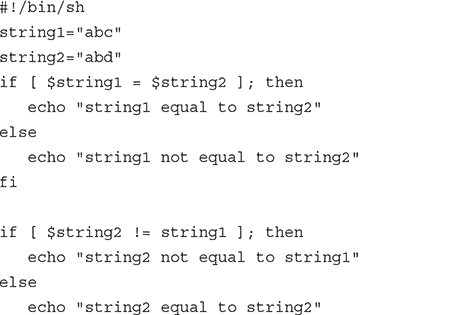 #!/bin/sh
string1="abc"
string2="abd"
if [ $string1 = $string2 ]; then
   echo "string1 equal to string2"
else
   echo "string1 not equal to string2"
fi

if [ $string2 != string1 ]; then
   echo "string2 not equal to string1"
else
   echo "string2 equal to string2"